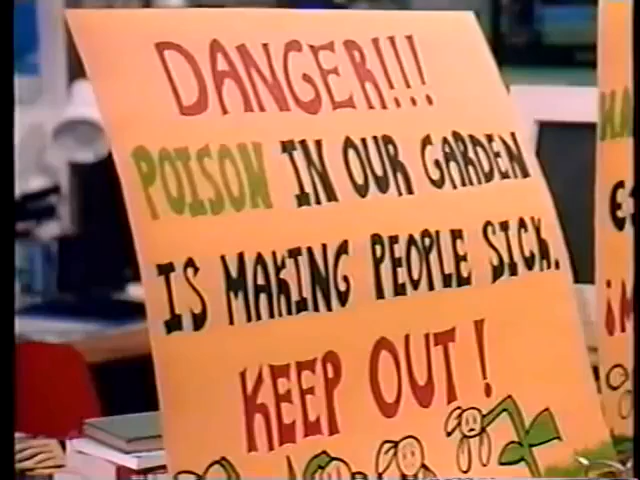 DANGER!!!
POISON IN OUR GARDEN
IS MAKING PEOPLE SICK.
KEEP OUT!